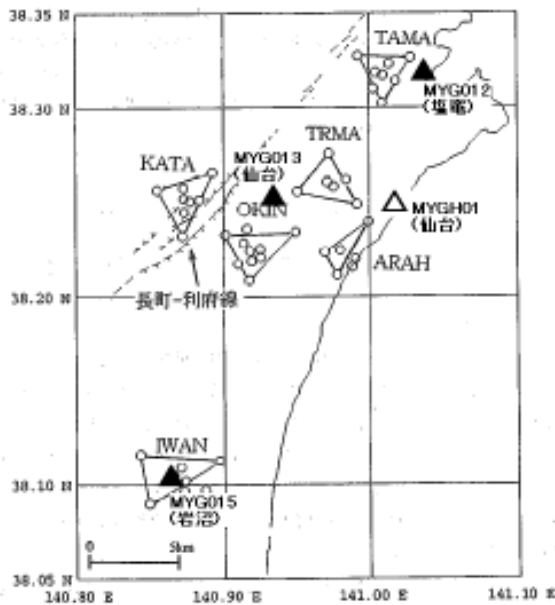 38.35 N
TAMA
38.30 N
MYG012
(塩竈)
TRMA
MYG013
(仙台)
KATA
MYGH01
(仙台)
OKIN
ARAH
38.20 N
長町-利府線
IWAN
38.10 N
MYG015
(岩沼)
0
5km
38.05 N
140.80 E
140.90 E
141.00 E
141.10 E